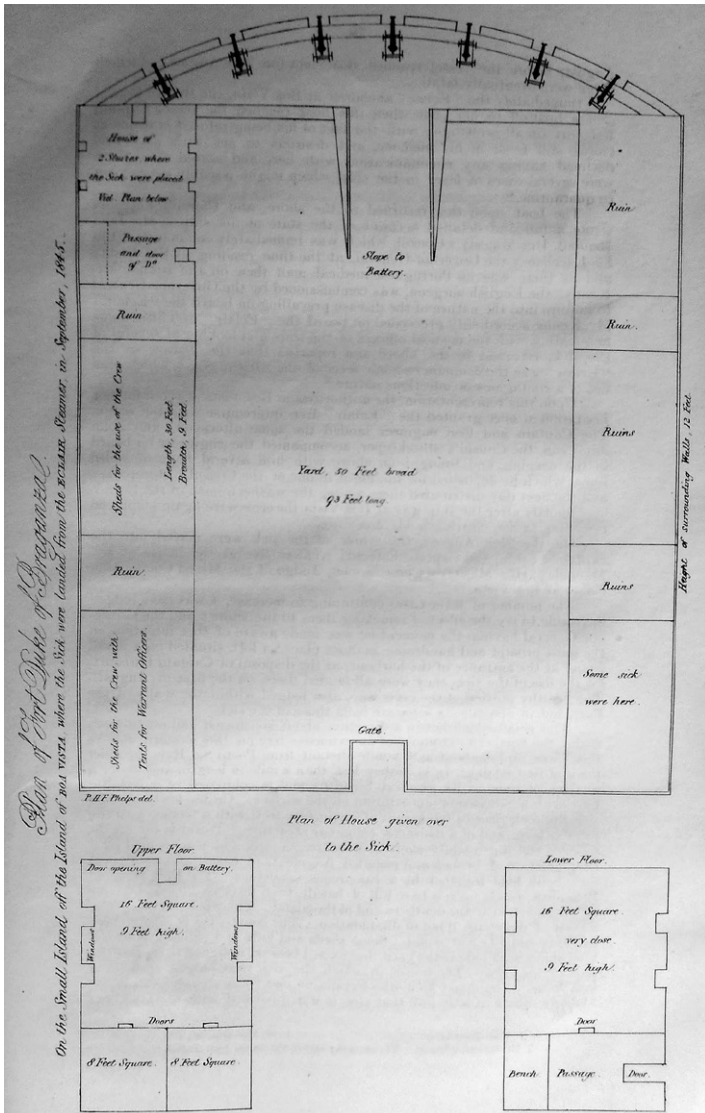 Plan of Fort Duke of Braganza
On the Small Island off the Island of BOA VISTA where the Sick were landed from the ECLAIR Steamer in September, 1845.
House of
2 Stories where
the Sick were placed
Vid. Plan below
Passage
and door
of Do.
Ruin
Sheds for the use of the Crew
Length, 30 Feet
Breadth, 9 Feet
Ruin
Sheds for the Crew, with
Tents for Warrant Officers
Slope to
Battery.
Yard, 50 Feet broad
93 Feet long.
Gate.
Ruin
Ruin.
Ruins
Ruins
Some sick
were here.
Height of surrounding Walls, 12 Feet.
P.H.F. Phelps del.
Plan of House given over
to the Sick.
Upper Floor.
Door opening on Battery.
16 Feet Square.
9 Feet high.
Windows
Windows
Doors
8 Feet Square.
8 Feet Square.
Lower Floor.
16 Feet Square.
very close.
9 Feet high.
Door
Bench
Passage.
Door.